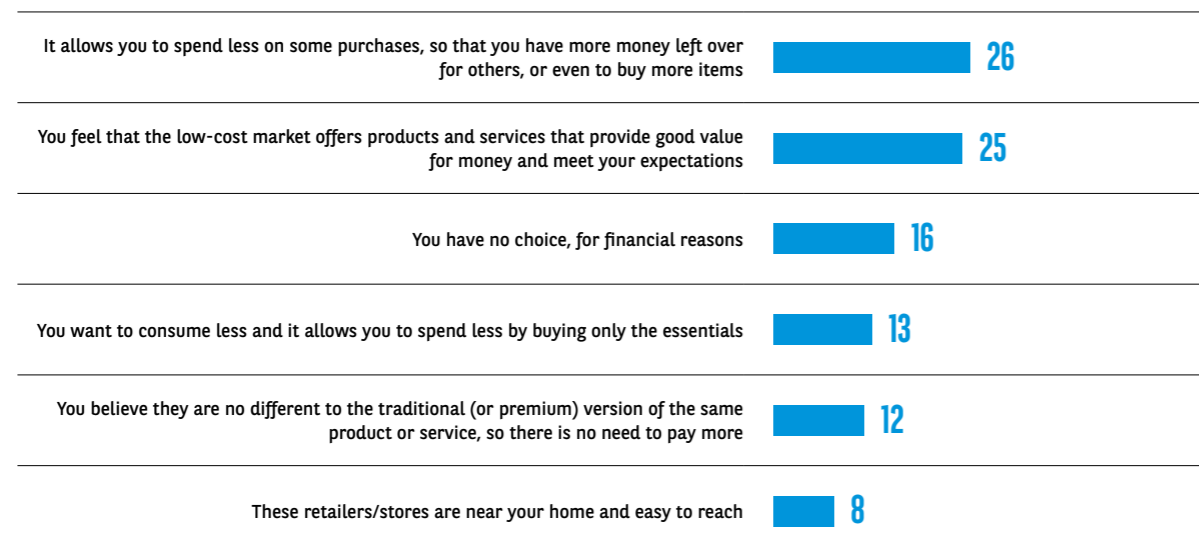 It allows you to spend less on some purchases, so that you have more money left over
for others, or even to buy more items
26
You feel that the low-cost market offers products and services that provide good value
for money and meet your expectations
25
You have no choice, for financial reasons
16
You want to consume less and it allows you to spend less by buying only the essentials
13
You believe they are no different to the traditional (or premium) version of the same
product or service, so there is no need to pay more
12
These retailers/stores are near your home and easy to reach
8